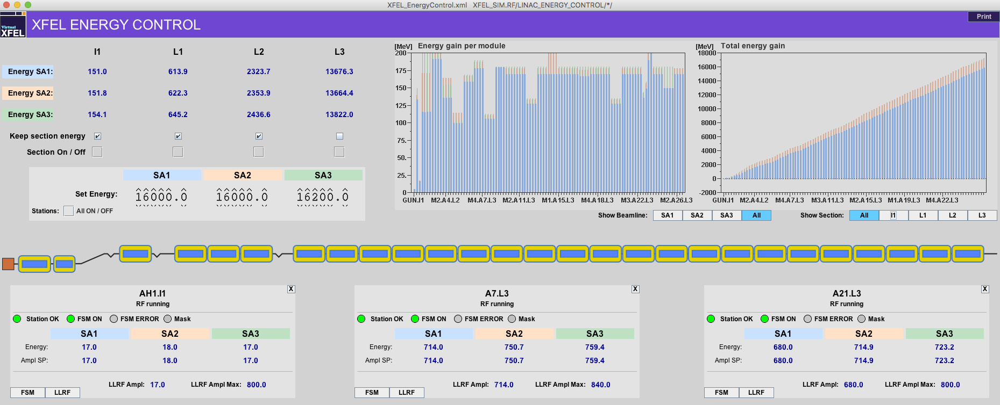 XFEL_EnergyControl.xml XFEL_SIM.RF/LINAC_ENERGY_CONTROL/*/
Virtual
XFEL
XFEL ENERGY CONTROL
Print
I1 L1 L2 L3
Energy SA1: 151.0 613.9 2323.7 13676.3
Energy SA2: 151.8 622.3 2353.9 13664.4
Energy SA3: 154.1 645.2 2436.6 13822.0
Keep section energy
Section On / Off
SA1 SA2 SA3
Set Energy: 16000.0 16000.0 16200.0
Stations: All ON / OFF
[MeV] Energy gain per module
200
175
150
125
100
75.
50.
25.
0
GUN.I1 M2.A4.L2 M4.A7.L3 M2.A11.L3 M1.A15.L3 M4.A18.L3 M3.A22.L3 M2.A26.L3
[MeV] Total energy gain
18000
16000
14000
12000
10000
8000
6000
4000
2000
0
-2000
GUN.I1 M2.A4.L2 M4.A7.L3 M3.A11.L3 M2.A15.L3 M1.A19.L3 M4.A22.L3
Show Beamline: SA1 SA2 SA3 All
Show Section: All I1 L1 L2 L3
AH1.I1
X
RF running
Station OK FSM ON FSM ERROR Mask
SA1 SA2 SA3
Energy: 17.0 18.0 17.0
Ampl SP: 17.0 18.0 17.0
LLRF Ampl: 17.0 LLRF Ampl Max: 800.0
FSM LLRF
A7.L3
X
RF running
Station OK FSM ON FSM ERROR Mask
SA1 SA2 SA3
Energy: 714.0 750.7 759.4
Ampl SP: 714.0 750.7 759.4
LLRF Ampl: 714.0 LLRF Ampl Max: 840.0
FSM LLRF
A21.L3
X
RF running
Station OK FSM ON FSM ERROR Mask
SA1 SA2 SA3
Energy: 680.0 714.9 723.2
Ampl SP: 680.0 714.9 723.2
LLRF Ampl: 680.0 LLRF Ampl Max: 800.0
FSM LLRF